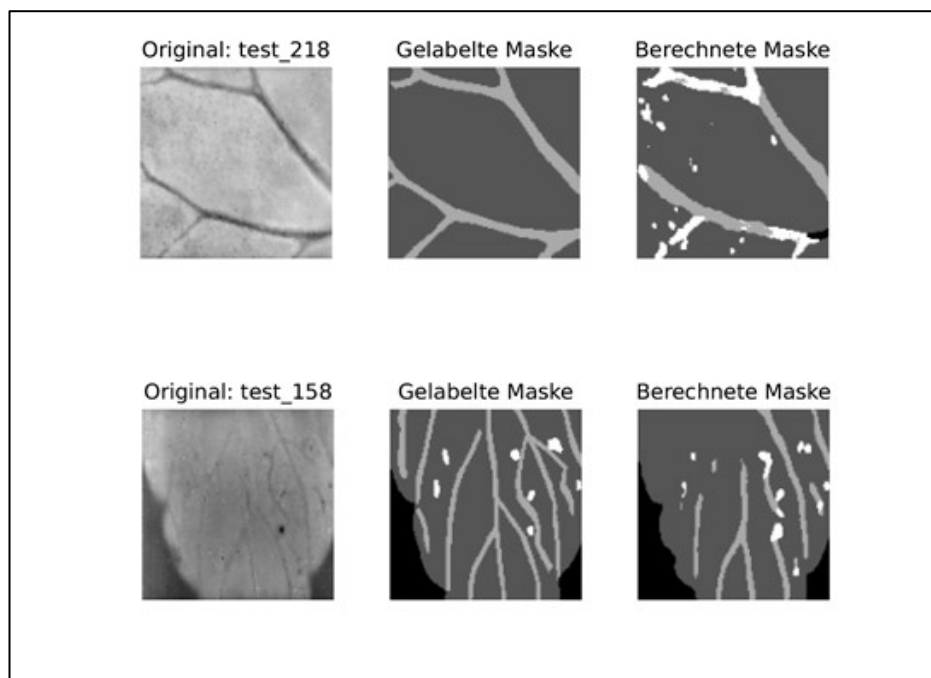 Original: test_218
Gelabelte Maske
Berechnete Maske
Original: test_158
Gelabelte Maske
Berechnete Maske